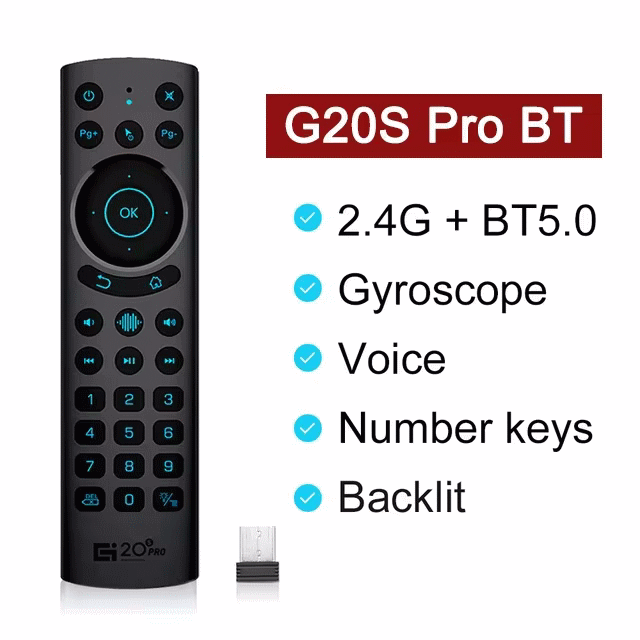 G20S Pro BT
2.4G + BT5.0
Gyroscope
Voice
Number keys
Backlit
Pg+ Pg-
OK
1 2 3
4 5 6
7 8 9
DEL 0
G20S PRO